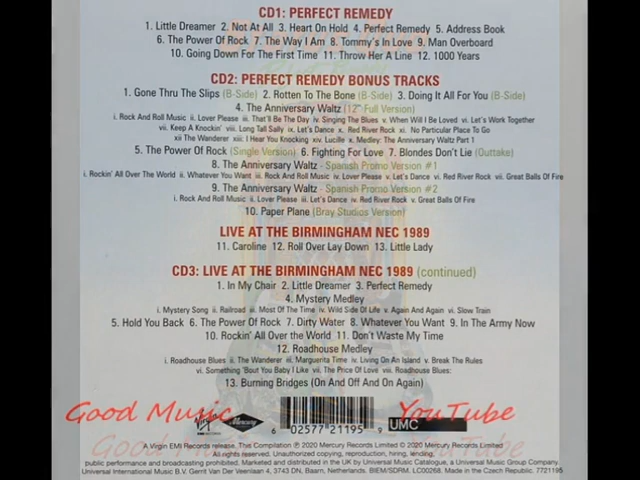 CD1: PERFECT REMEDY
1. Little Dreamer 2. Not At All 3. Heart On Hold 4. Perfect Remedy 5. Address Book
6. The Power Of Rock 7. The Way I Am 8. Tommy's In Love 9. Man Overboard
10. Going Down For The First Time 11. Throw Her A Line 12. 1000 Years
CD2: PERFECT REMEDY BONUS TRACKS
1. Gone Thru The Slips (B-Side) 2. Rotten To The Bone (B-Side) 3. Doing It All For You (B-Side)
4. The Anniversary Waltz (12" Full Version)
i. Rock And Roll Music ii. Lover Please iii. That'll Be The Day iv. Singing The Blues v. When Will I Be Loved vi. Let's Work Together
vii. Keep A Knockin' viii. Long Tall Sally ix. Let's Dance x. Red River Rock xi. No Particular Place To Go
xii The Wanderer xiii. I Hear You Knocking xiv. Lucille x. Medley: The Anniversary Waltz Part 1
5. The Power Of Rock (Single Version) 6. Fighting For Love 7. Blondes Don't Lie (Outtake)
8. The Anniversary Waltz - Spanish Promo Version #1
i. Rockin' All Over The World ii. Whatever You Want iii. Rock And Roll Music iv. Lover Please v. Let's Dance vi. Red River Rock vii. Great Balls Of Fire
9. The Anniversary Waltz - Spanish Promo Version #2
i. Rock And Roll Music ii. Lover Please iii. Let's Dance iv. Red River Rock v. Great Balls Of Fire
10. Paper Plane (Bray Studios Version)
LIVE AT THE BIRMINGHAM NEC 1989
11. Caroline 12. Roll Over Lay Down 13. Little Lady
CD3: LIVE AT THE BIRMINGHAM NEC 1989 (continued)
1. In My Chair 2. Little Dreamer 3. Perfect Remedy
4. Mystery Medley
i. Mystery Song ii. Railroad iii. Most Of The Time iv. Wild Side Of Life v. Again And Again vi. Slow Train
5. Hold You Back 6. The Power Of Rock 7. Dirty Water 8. Whatever You Want 9. In The Army Now
10. Rockin' All Over the World 11. Don't Waste My Time
12. Roadhouse Medley
i. Roadhouse Blues ii. The Wanderer iii. Marguerita Time iv. Living On An Island v. Break The Rules
vi. Something 'Bout You Baby I Like vii. The Price Of Love viii. Roadhouse Blues:
13. Burning Bridges (On And Off And On Again)
Good Music YouTube
Virgin Mercury 6 02577 21195 9 UMC
Good Music YouTube
A Virgin EMI Records release. This Compilation ℗ 2020 Mercury Records Limited © 2020 Mercury Records Limited
All rights reserved. Unauthorized copying, reproduction, hiring, lending,
public performance and broadcasting prohibited. Marketed and distributed in the UK by Universal Music Catalogue, a Universal Music Group Company.
Universal International Music B.V. Gerrit Van Der Veenlaan 4, 3743 DN, Baarn, Netherlands. BIEM/SDRM. LC00268. Made in the Czech Republic. 7721195